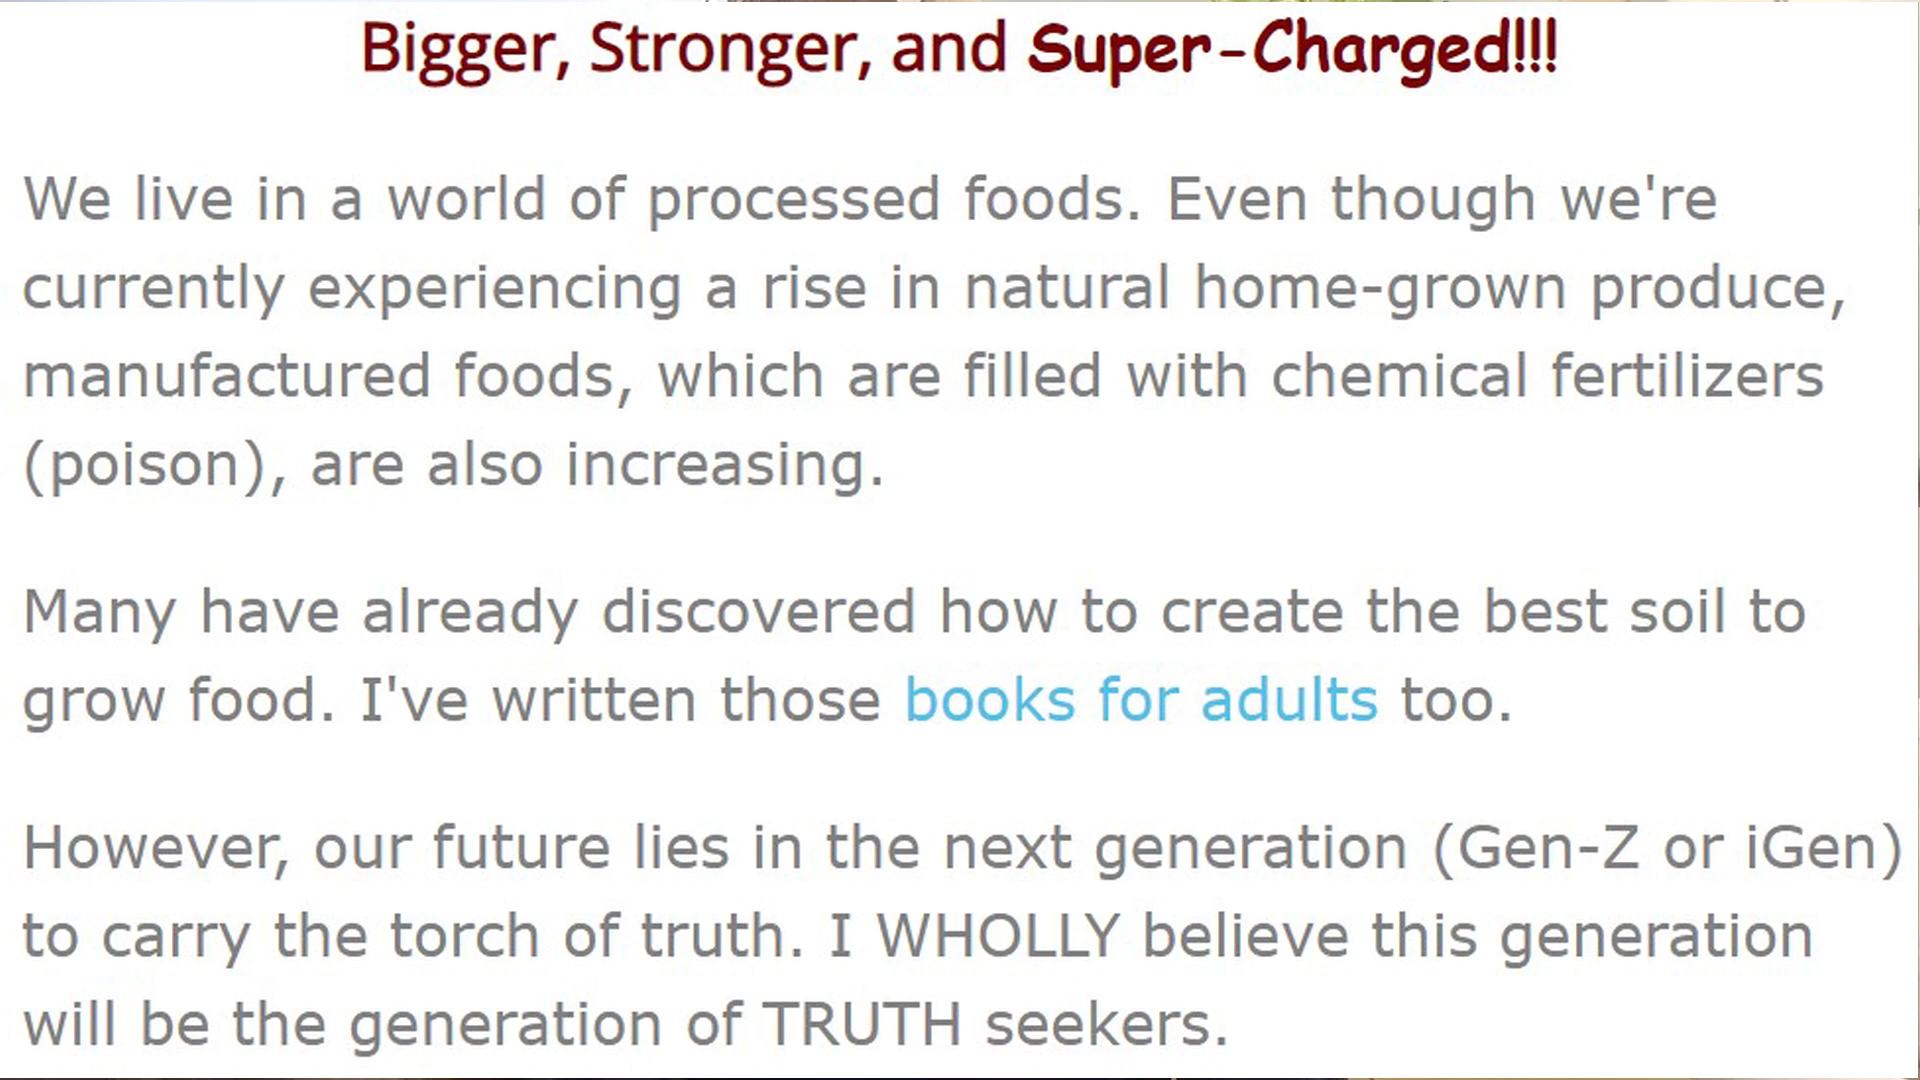 Bigger, Stronger, and Super-Charged!!!
We live in a world of processed foods. Even though we're
currently experiencing a rise in natural home-grown produce,
manufactured foods, which are filled with chemical fertilizers
(poison), are also increasing.
Many have already discovered how to create the best soil to
grow food. I've written those books for adults too.
However, our future lies in the next generation (Gen-Z or iGen)
to carry the torch of truth. I WHOLLY believe this generation
will be the generation of TRUTH seekers.